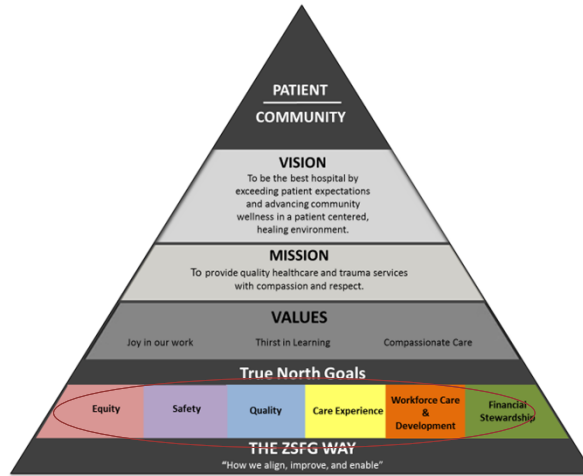 PATIENT
COMMUNITY
VISION
To be the best hospital by
exceeding patient expectations
and advancing community
wellness in a patient centered,
healing environment.
MISSION
To provide quality healthcare and trauma services
with compassion and respect.
VALUES
Joy in our work Thirst in Learning Compassionate Care
True North Goals
Equity Safety Quality Care Experience Workforce Care & Development Financial Stewardship
THE ZSFG WAY
“How we align, improve, and enable”